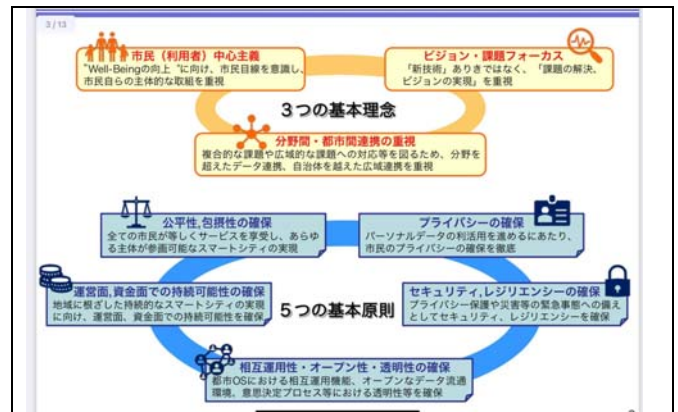 3 / 13
市民（利用者）中心主義
"Well-Beingの向上"に向け、市民目線を意識し、
市民自らの主体的な取組を重視
ビジョン・課題フォーカス
「新技術」ありきではなく、「課題の解決、
ビジョンの実現」を重視
3つの基本理念
分野間・都市間連携の重視
複合的な課題や広域的な課題への対応等を図るため、分野を
超えたデータ連携、自治体を越えた広域連携を重視
公平性,包摂性の確保
全ての市民が等しくサービスを享受し、あらゆ
る主体が参画可能なスマートシティの実現
プライバシーの確保
パーソナルデータの利活用を進めるにあたり、
市民のプライバシーの確保を徹底
運営面,資金面での持続可能性の確保
地域に根ざした持続的なスマートシティの実現
に向け、運営面、資金面での持続可能性を確保
5つの基本原則
セキュリティ,レジリエンシーの確保
プライバシー保護や災害等の緊急事態への備え
としてセキュリティ、レジリエンシーを確保
相互運用性・オープン性・透明性の確保
都市OSにおける相互運用機能、オープンなデータ流通
環境、意思決定プロセス等における透明性等を確保